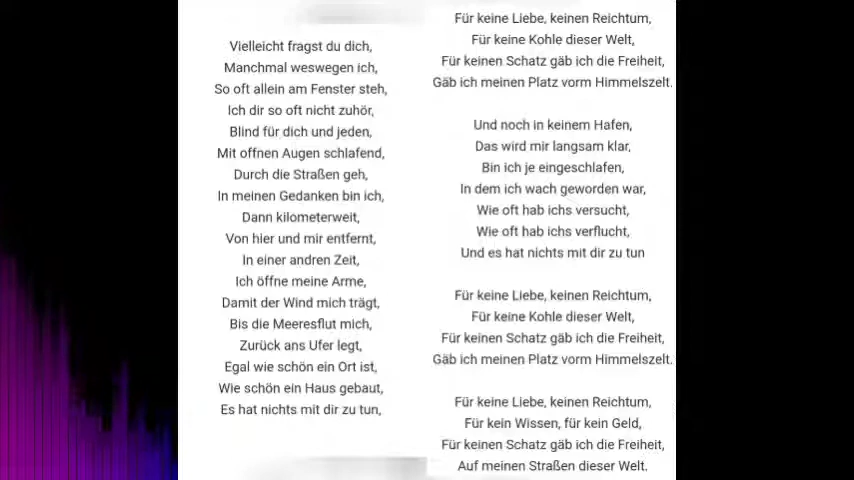 Vielleicht fragst du dich,
Manchmal weswegen ich,
So oft allein am Fenster steh,
Ich dir so oft nicht zuhör,
Blind für dich und jeden,
Mit offnen Augen schlafend,
Durch die Straßen geh,
In meinen Gedanken bin ich,
Dann kilometerweit,
Von hier und mir entfernt,
In einer andren Zeit,
Ich öffne meine Arme,
Damit der Wind mich trägt,
Bis die Meeresflut mich,
Zurück ans Ufer legt,
Egal wie schön ein Ort ist,
Wie schön ein Haus gebaut,
Es hat nichts mit dir zu tun,
Für keine Liebe, keinen Reichtum,
Für keine Kohle dieser Welt,
Für keinen Schatz gäb ich die Freiheit,
Gäb ich meinen Platz vorm Himmelszelt.
Und noch in keinem Hafen,
Das wird mir langsam klar,
Bin ich je eingeschlafen,
In dem ich wach geworden war,
Wie oft hab ichs versucht,
Wie oft hab ichs verflucht,
Und es hat nichts mit dir zu tun
Für keine Liebe, keinen Reichtum,
Für keine Kohle dieser Welt,
Für keinen Schatz gäb ich die Freiheit,
Gäb ich meinen Platz vorm Himmelszelt.
Für keine Liebe, keinen Reichtum,
Für kein Wissen, für kein Geld,
Für keinen Schatz gäb ich die Freiheit,
Auf meinen Straßen dieser Welt.